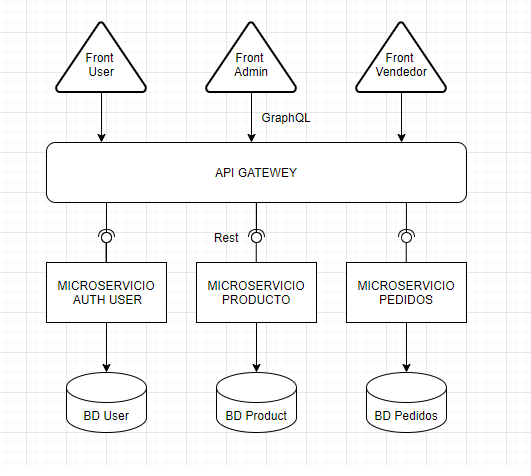 Front
User
Front
Admin
Front
Vendedor
GraphQL
API GATEWEY
Rest
MICROSERVICIO
AUTH USER
MICROSERVICIO
PRODUCTO
MICROSERVICIO
PEDIDOS
BD User
BD Product
BD Pedidos